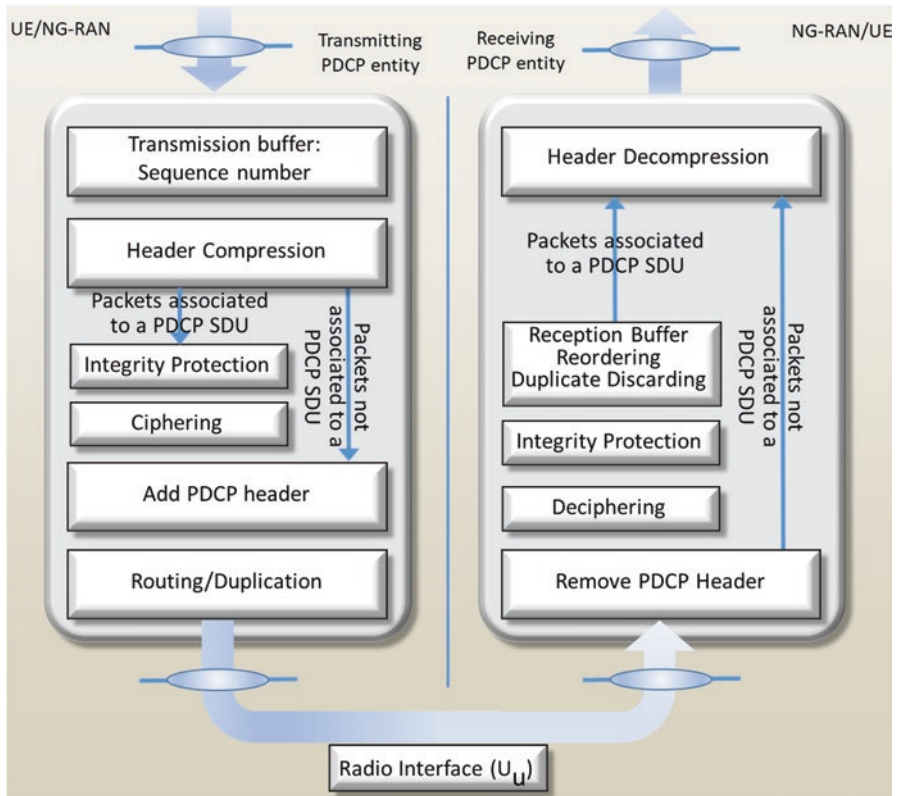 UE/NG-RAN
Transmitting
PDCP entity
Receiving
PDCP entity
NG-RAN/UE
Transmission buffer:
Sequence number
Header Compression
Packets associated
to a PDCP SDU
Packets not
associated to a
PDCP SDU
Integrity Protection
Ciphering
Add PDCP header
Routing/Duplication
Header Decompression
Packets associated
to a PDCP SDU
Packets not
associated to a
PDCP SDU
Reception Buffer
Reordering
Duplicate Discarding
Integrity Protection
Deciphering
Remove PDCP Header
Radio Interface (Uu)